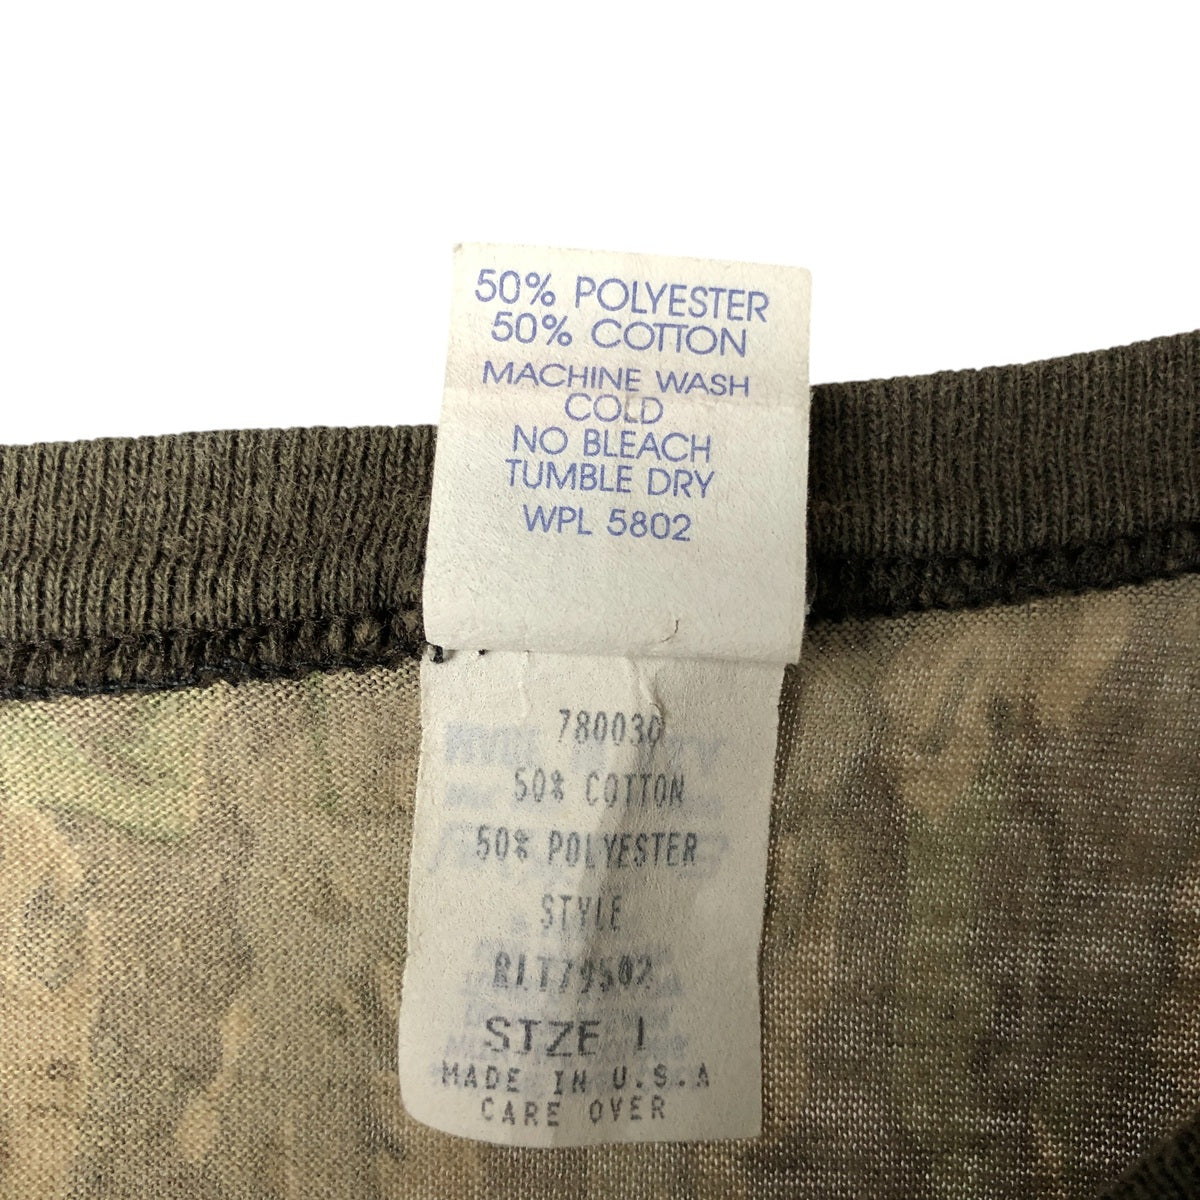 50% POLYESTER
50% COTTON
MACHINE WASH
COLD
NO BLEACH
TUMBLE DRY
WPL 5802
780030
50% COTTON
50% POLYESTER
STYLE
RLT79502
SIZE L
MADE IN U.S.A
CARE OVER